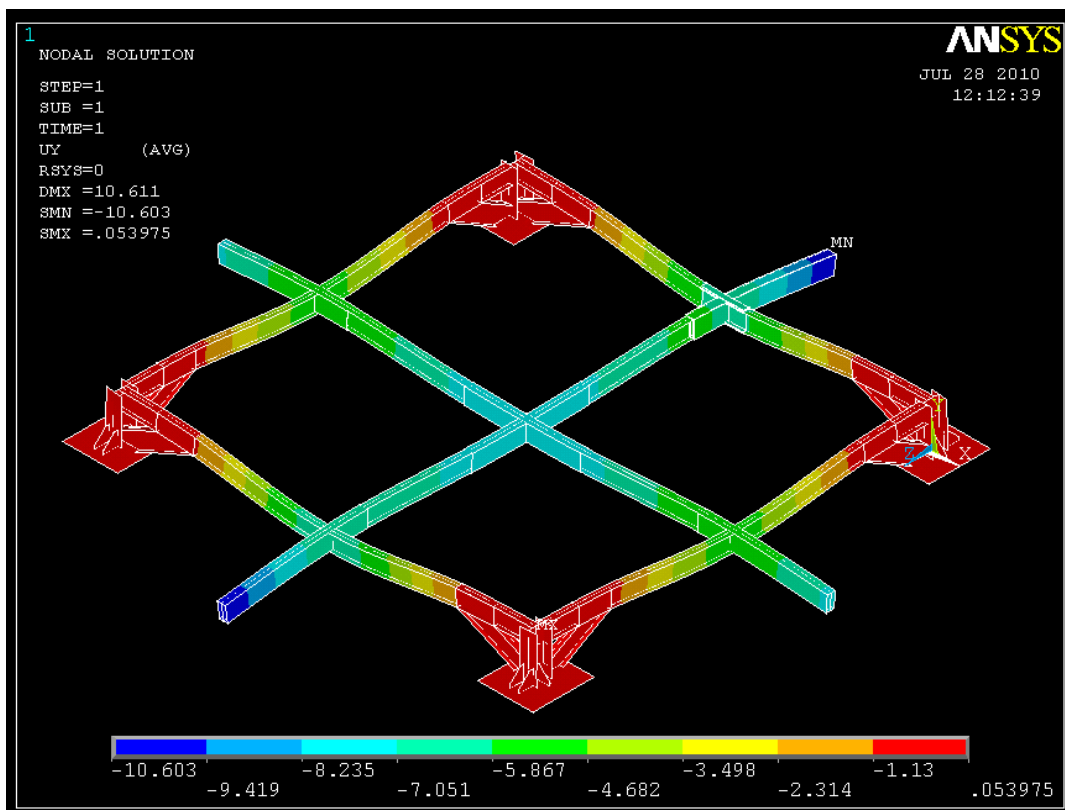 1
ANSYS
NODAL SOLUTION
JUL 28 2010
12:12:39
STEP=1
SUB =1
TIME=1
UY (AVG)
RSYS=0
DMX =10.611
SMN =-10.603
SMX =.053975
MN
Y
Z X
MX
-10.603 -8.235 -5.867 -3.498 -1.13
-9.419 -7.051 -4.682 -2.314 .053975